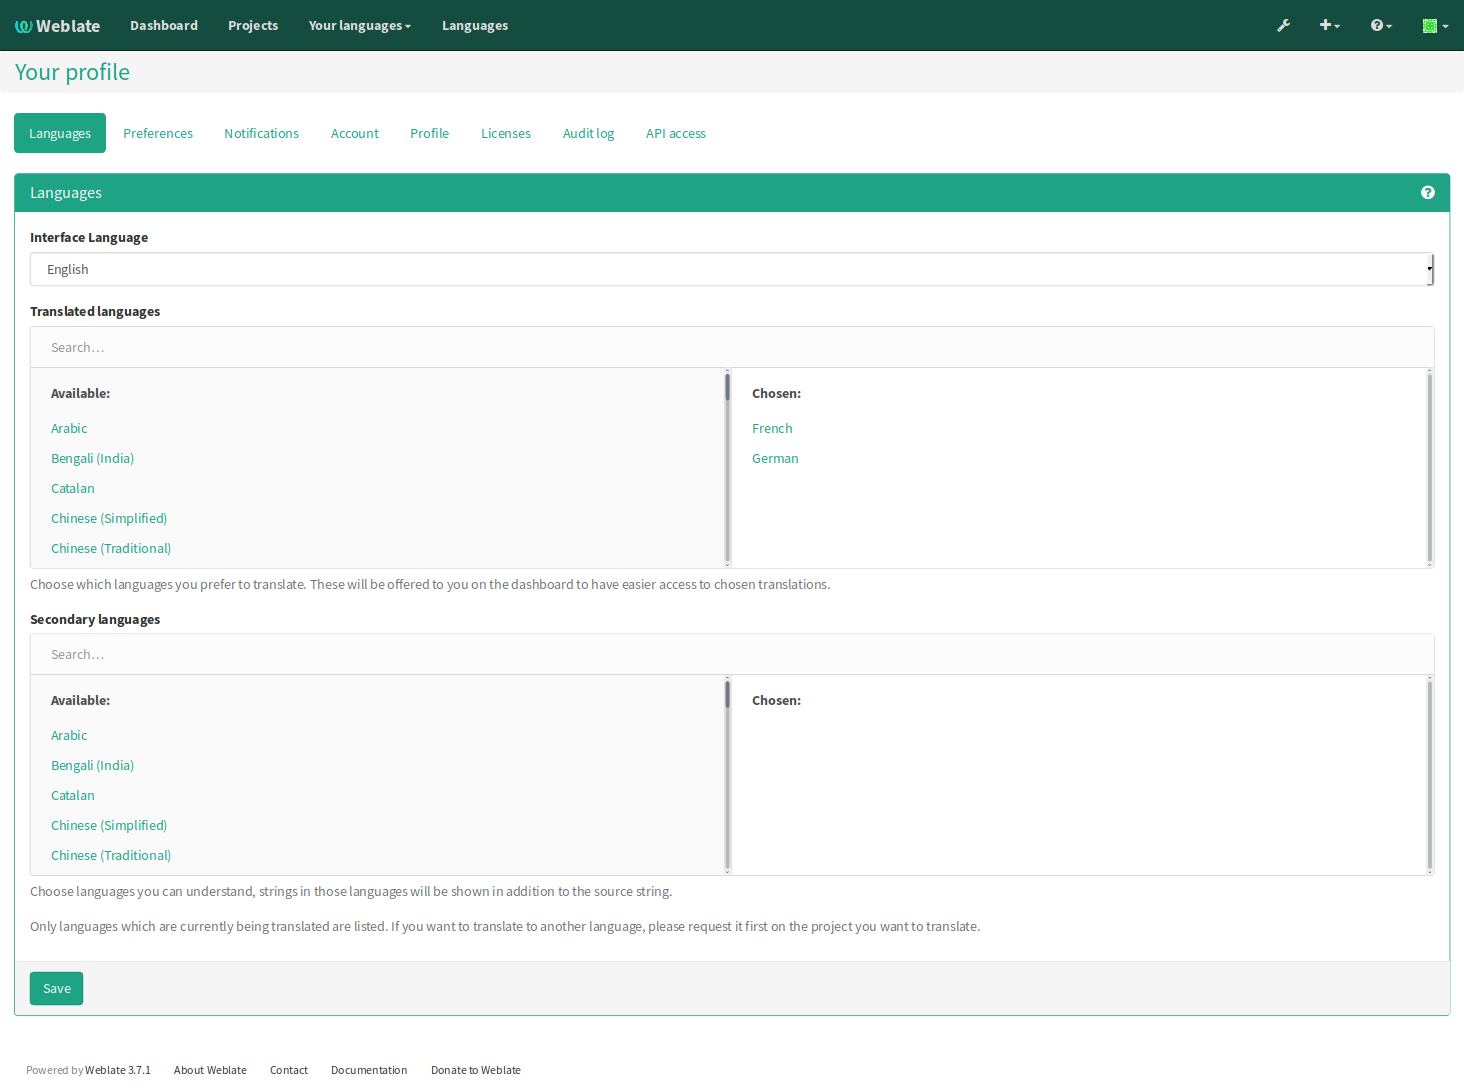 Weblate Dashboard Projects Your languages Languages
Your profile
Languages Preferences Notifications Account Profile Licenses Audit log API access
Languages
Interface Language
English
Translated languages
Search…
Available: Chosen:
Arabic French
Bengali (India) German
Catalan
Chinese (Simplified)
Chinese (Traditional)
Choose which languages you prefer to translate. These will be offered to you on the dashboard to have easier access to chosen translations.
Secondary languages
Search…
Available: Chosen:
Arabic
Bengali (India)
Catalan
Chinese (Simplified)
Chinese (Traditional)
Choose languages you can understand, strings in those languages will be shown in addition to the source string.
Only languages which are currently being translated are listed. If you want to translate to another language, please request it first on the project you want to translate.
Save
Powered by Weblate 3.7.1 About Weblate Contact Documentation Donate to Weblate